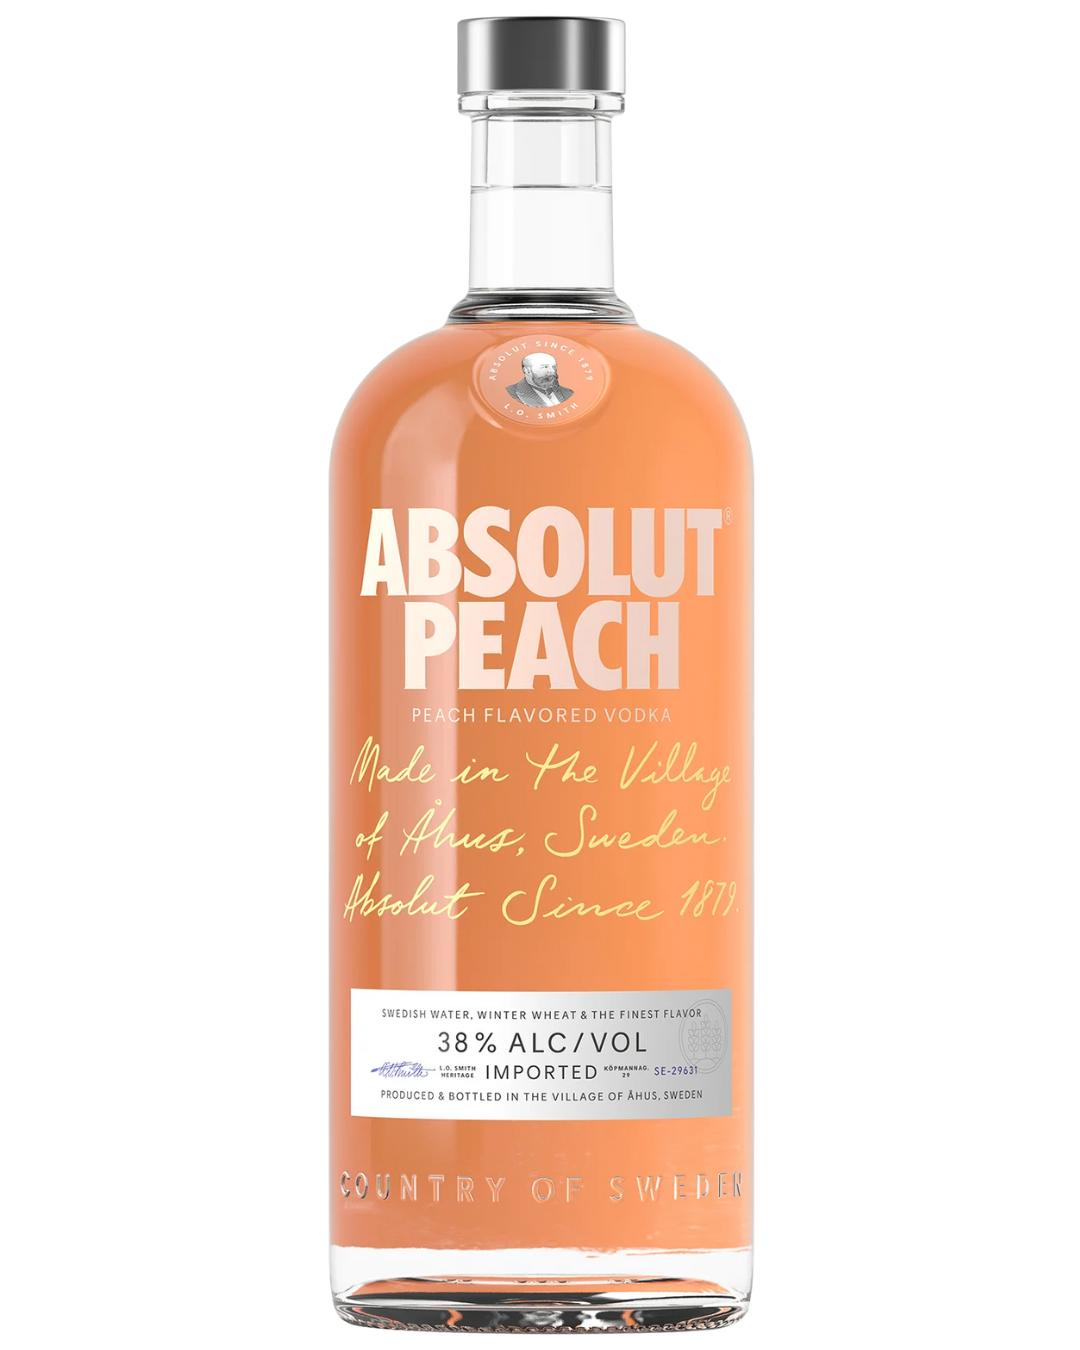 ABSOLUT SINCE 1879
L.O. SMITH
ABSOLUT®
PEACH
PEACH FLAVORED VODKA
Made in the Village
of Åhus, Sweden.
Absolut Since 1879.
SWEDISH WATER, WINTER WHEAT & THE FINEST FLAVOR
38% ALC/VOL
L.O. SMITH HERITAGE IMPORTED KÖPMANNAG. 29 SE-29631
PRODUCED & BOTTLED IN THE VILLAGE OF ÅHUS, SWEDEN
COUNTRY OF SWEDEN